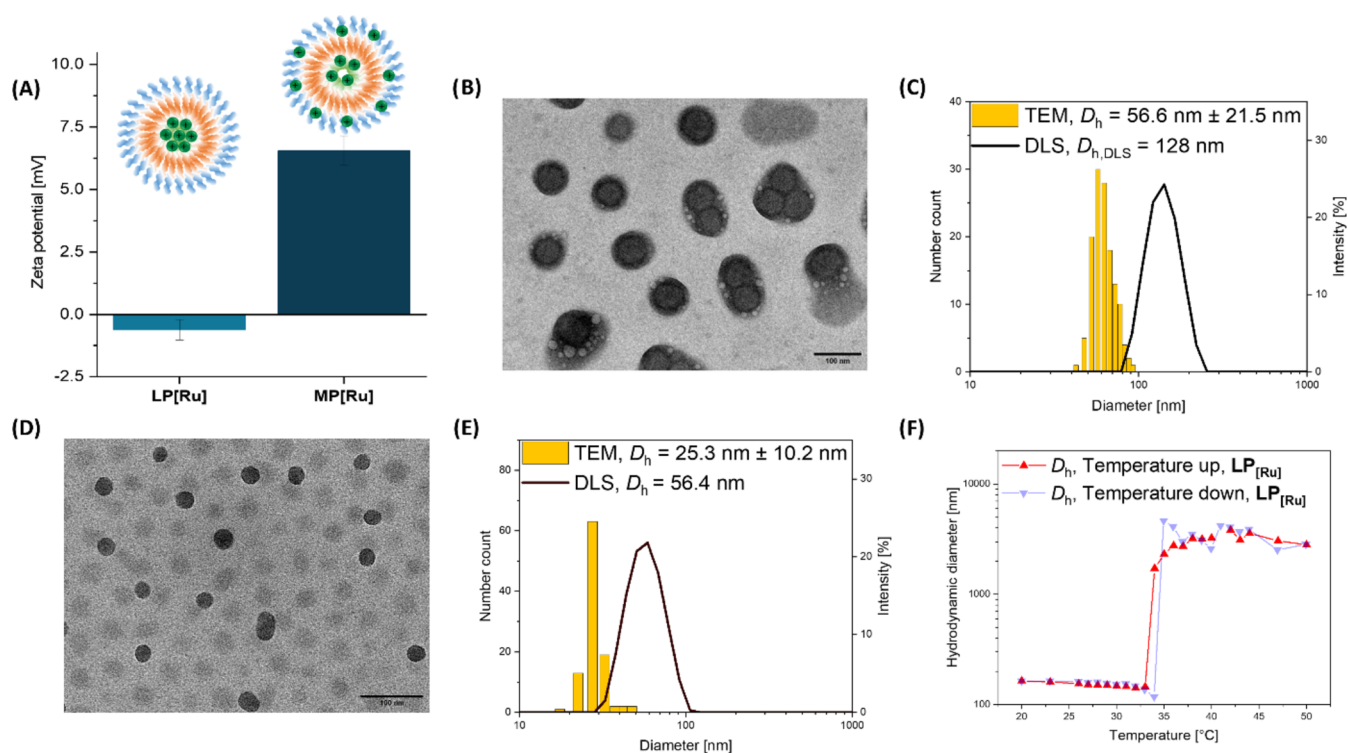 (A)
10.0
7.5
5.0
2.5
0.0
-2.5
Zeta potential [mV]
LP[Ru]
MP[Ru]
(B)
100 nm
(C)
TEM, Dh = 56.6 nm ± 21.5 nm
DLS, Dh,DLS = 128 nm
40
30
20
10
0
Number count
30
20
10
0
Intensity [%]
10
100
1000
Diameter [nm]
(D)
100 nm
(E)
TEM, Dh = 25.3 nm ± 10.2 nm
DLS, Dh = 56.4 nm
80
60
40
20
0
Number count
30
20
10
0
Intensity [%]
10
100
1000
Diameter [nm]
(F)
Dh, Temperature up, LP[Ru]
Dh, Temperature down, LP[Ru]
10000
1000
100
Hydrodynamic diameter [nm]
20
25
30
35
40
45
50
Temperature [°C]